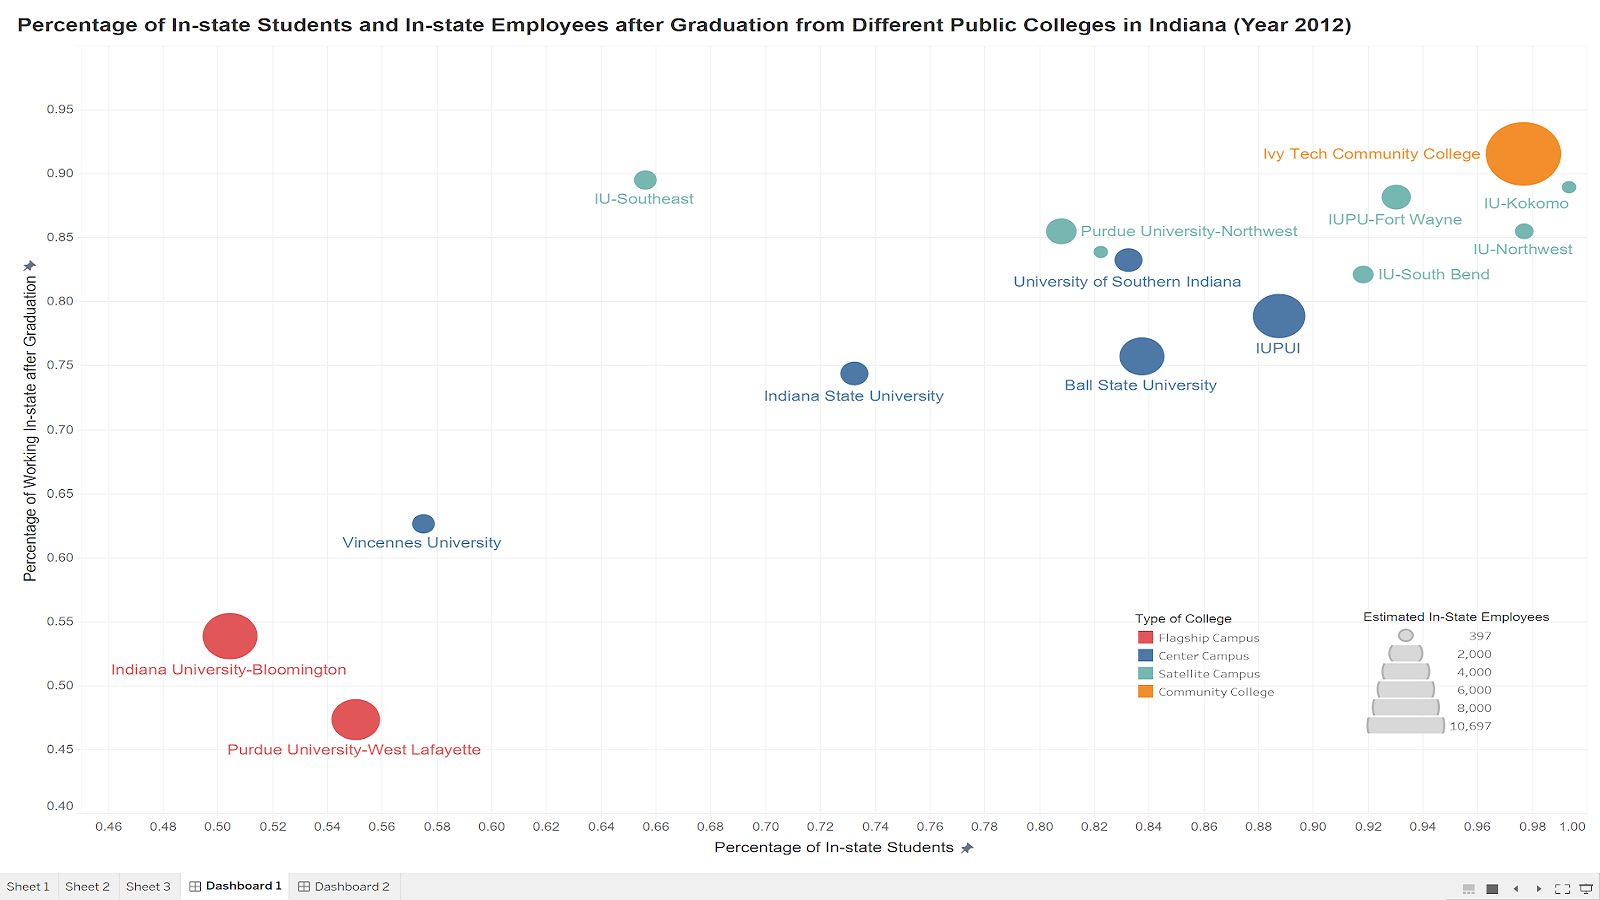 Percentage of In-state Students and In-state Employees after Graduation from Different Public Colleges in Indiana (Year 2012)
Percentage of Working In-state after Graduation
0.95
0.90
0.85
0.80
0.75
0.70
0.65
0.60
0.55
0.50
0.45
0.40
Ivy Tech Community College
IU-Southeast
IU-Kokomo
IUPU-Fort Wayne
Purdue University-Northwest
IU-Northwest
IU-South Bend
University of Southern Indiana
IUPUI
Ball State University
Indiana State University
Vincennes University
Indiana University-Bloomington
Purdue University-West Lafayette
Type of College
Flagship Campus
Center Campus
Satellite Campus
Community College
Estimated In-State Employees
397
2,000
4,000
6,000
8,000
10,697
0.46 0.48 0.50 0.52 0.54 0.56 0.58 0.60 0.62 0.64 0.66 0.68 0.70 0.72 0.74 0.76 0.78 0.80 0.82 0.84 0.86 0.88 0.90 0.92 0.94 0.96 0.98 1.00
Percentage of In-state Students
Sheet 1 Sheet 2 Sheet 3 Dashboard 1 Dashboard 2